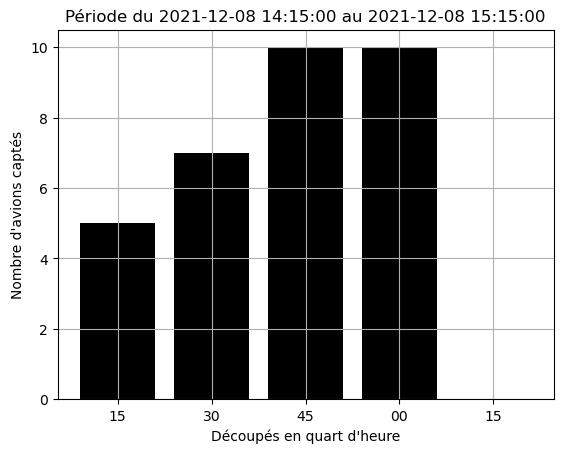 Période du 2021-12-08 14:15:00 au 2021-12-08 15:15:00
10
8
6
4
2
0
Nombre d'avions captés
15 30 45 00 15
Découpés en quart d'heure